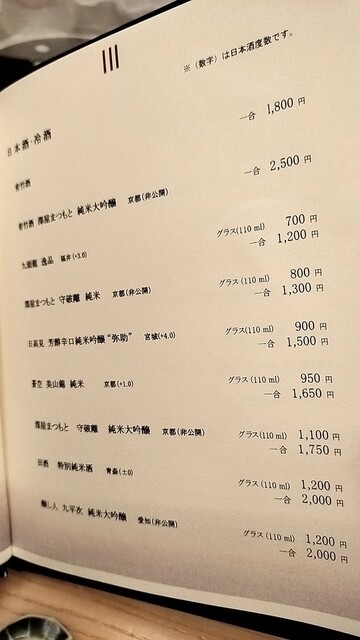 ※（数字）は日本酒度数です。
日本酒・冷酒
青竹酒 一合 1,800 円
青竹酒 澤屋まつもと 純米大吟醸 京都(非公開) 一合 2,500 円
九頭龍 逸品 福井(+3.0) グラス(110 ml) 700 円
一合 1,200 円
澤屋まつもと 守破離 純米 京都(非公開) グラス(110 ml) 800 円
一合 1,300 円
日高見 芳醇辛口純米吟醸“弥助” 宮城(+4.0) グラス(110 ml) 900 円
一合 1,500 円
蒼空 美山錦 純米 京都(+1.0) グラス(110 ml) 950 円
一合 1,650 円
澤屋まつもと 守破離 純米大吟醸 京都(非公開) グラス(110 ml) 1,100 円
一合 1,750 円
田酒 特別純米酒 青森(±0) グラス(110 ml) 1,200 円
一合 2,000 円
醸し人 九平次 純米大吟醸 愛知(非公開) グラス(110 ml) 1,200 円
一合 2,000 円